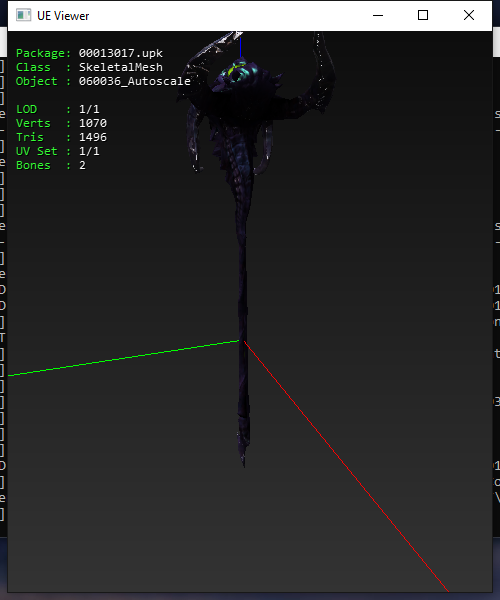 UE Viewer
Package: 00013017.upk
Class : SkeletalMesh
Object : 060036_Autoscale
LOD : 1/1
Verts : 1070
Tris : 1496
UV Set : 1/1
Bones : 2